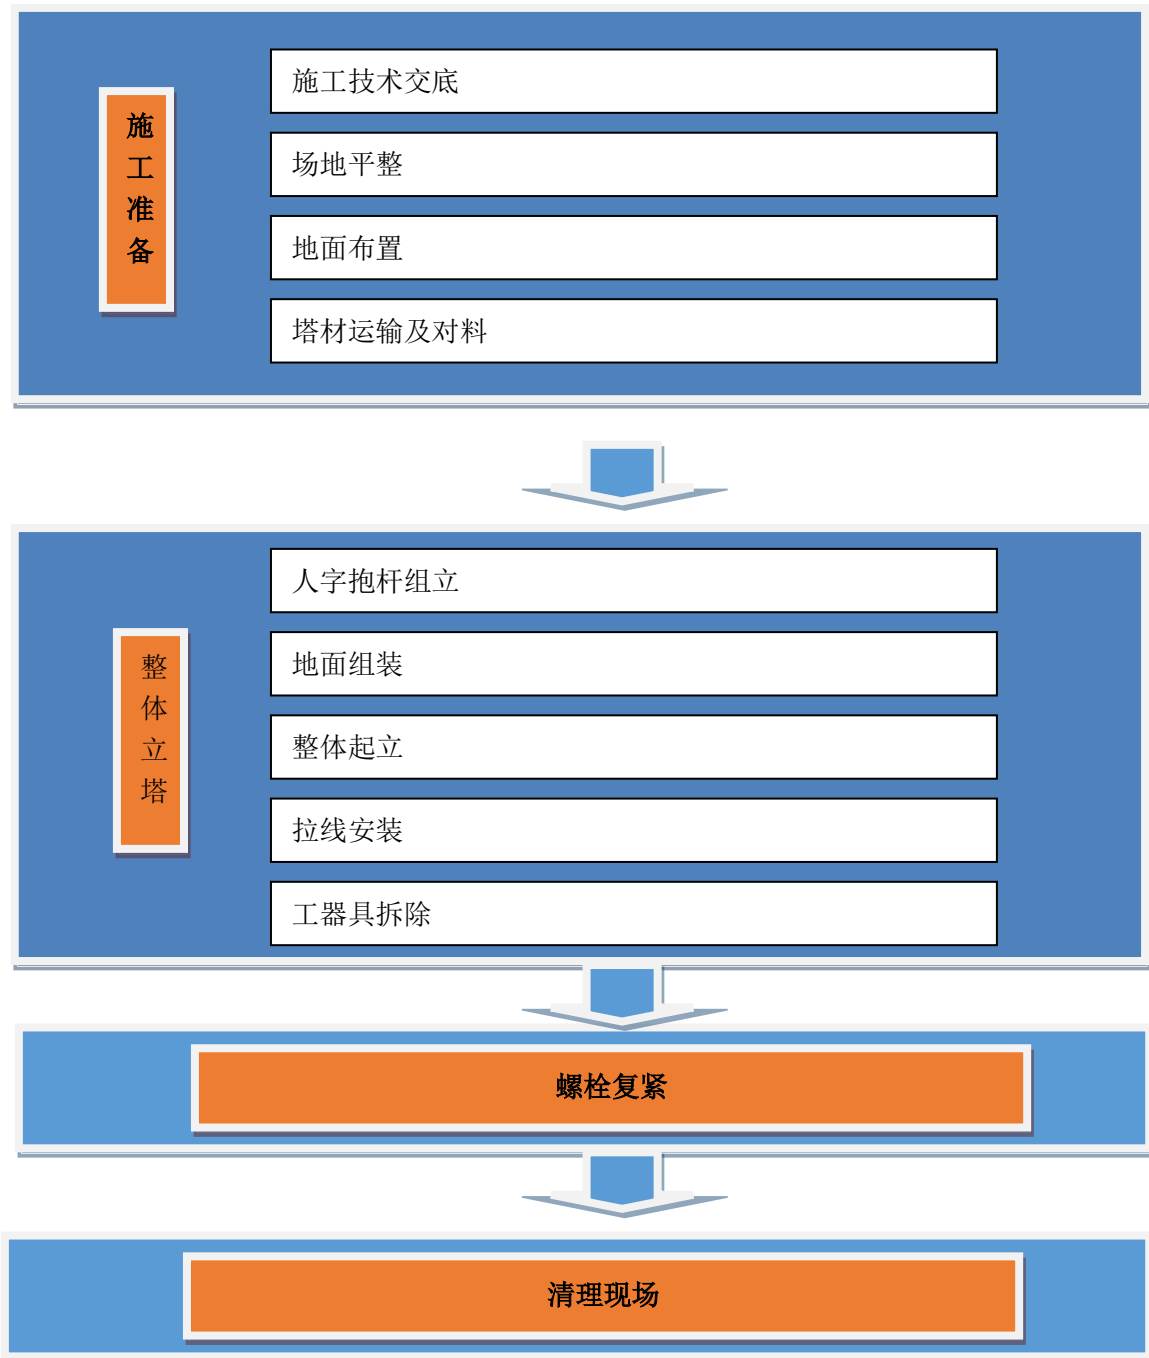 施工准备
施工技术交底
场地平整
地面布置
塔材运输及对料
整体立塔
人字抱杆组立
地面组装
整体起立
拉线安装
工器具拆除
螺栓复紧
清理现场